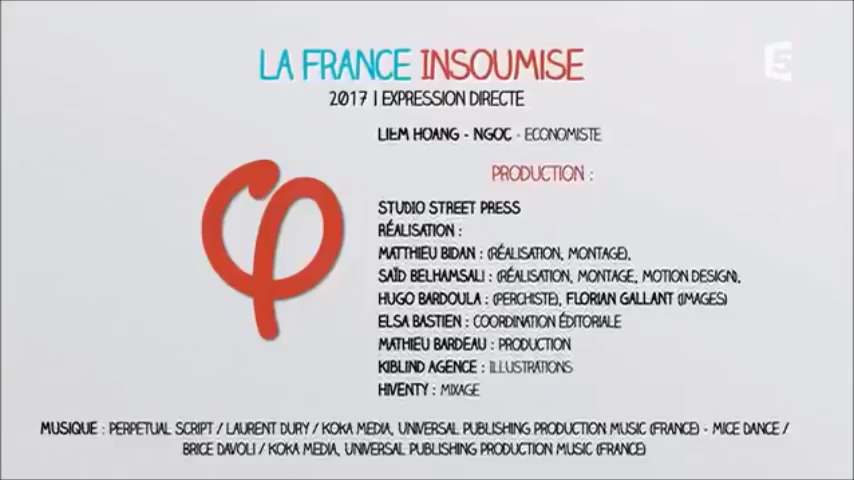 LA FRANCE INSOUMISE
5
2017 | EXPRESSION DIRECTE
LIEM HOANG - NGOC - ECONOMISTE
PRODUCTION :
STUDIO STREET PRESS
RÉALISATION :
MATTHIEU BIDAN : (RÉALISATION, MONTAGE),
SAÏD BELHAMSALI : (RÉALISATION, MONTAGE, MOTION DESIGN),
HUGO BARDOULA : (PERCHISTE), FLORIAN GALLANT (IMAGES)
ELSA BASTIEN : COORDINATION ÉDITORIALE
MATHIEU BARDEAU : PRODUCTION
KIBLIND AGENCE : ILLUSTRATIONS
HIVENTY : MIXAGE
MUSIQUE : PERPETUAL SCRIPT / LAURENT DURY / KOKA MEDIA, UNIVERSAL PUBLISHING PRODUCTION MUSIC (FRANCE) - MICE DANCE /
BRICE DAVOLI / KOKA MEDIA, UNIVERSAL PUBLISHING PRODUCTION MUSIC (FRANCE)